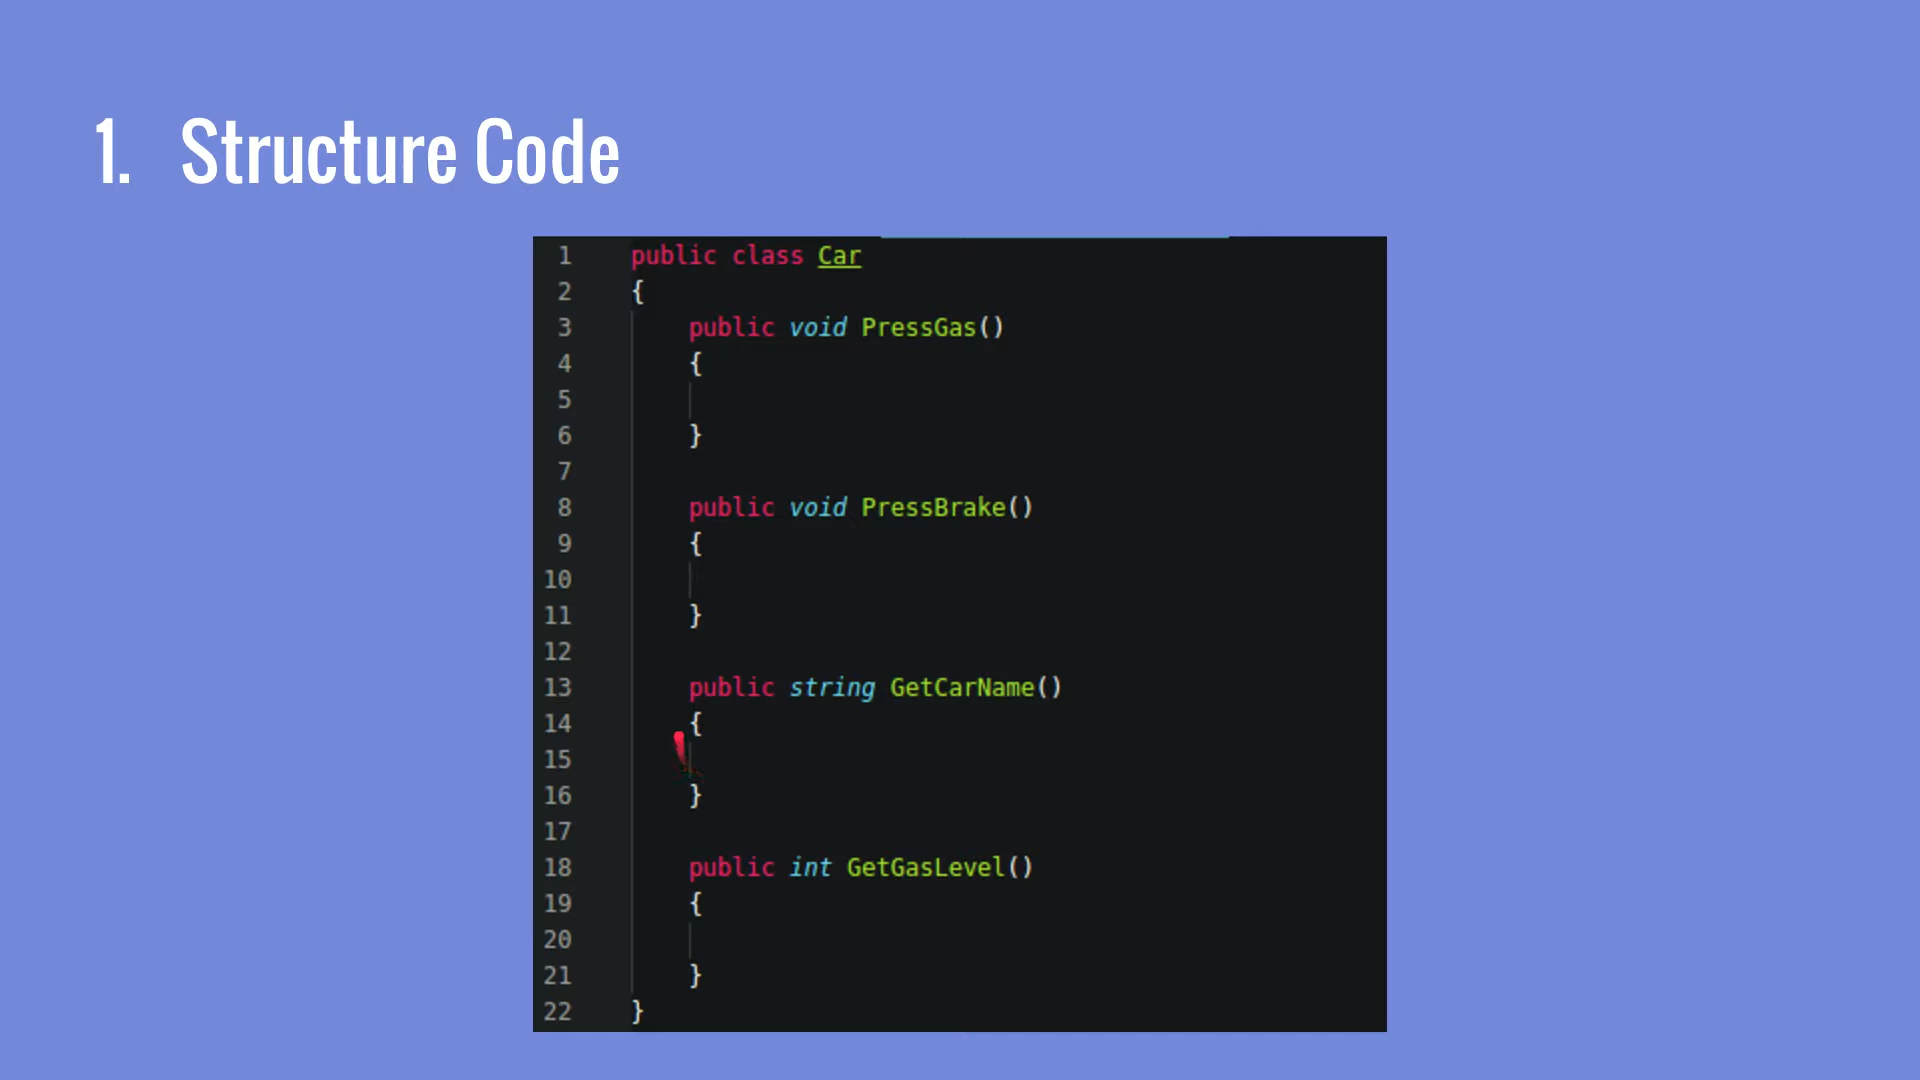 1. Structure Code
1 public class Car
2 {
3 public void PressGas()
4 {
5
6 }
7
8 public void PressBrake()
9 {
10
11 }
12
13 public string GetCarName()
14 {
15
16 }
17
18 public int GetGasLevel()
19 {
20
21 }
22 }